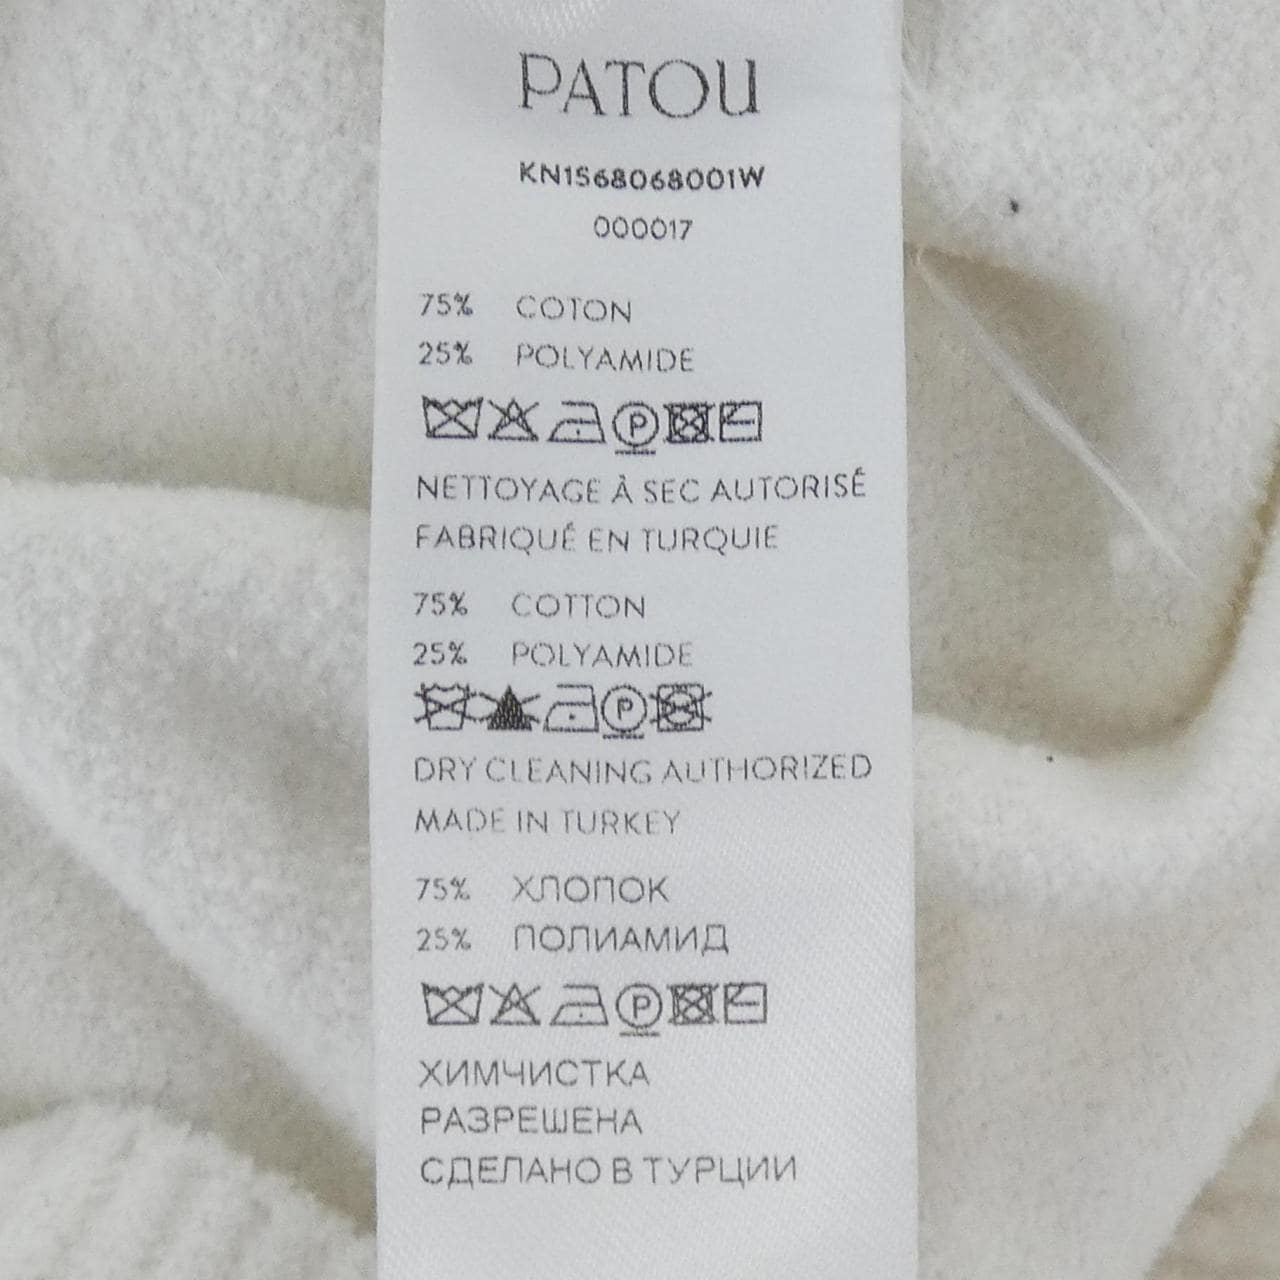 PATOU
KN1568068001W
000017
75% COTON
25% POLYAMIDE
P
NETTOYAGE À SEC AUTORISÉ
FABRIQUÉ EN TURQUIE
75% COTTON
25% POLYAMIDE
P
DRY CLEANING AUTHORIZED
MADE IN TURKEY
75% ХЛОПОК
25% ПОЛИАМИД
P
ХИМЧИСТКА
РАЗРЕШЕНА
СДЕЛАНО В ТУРЦИИ